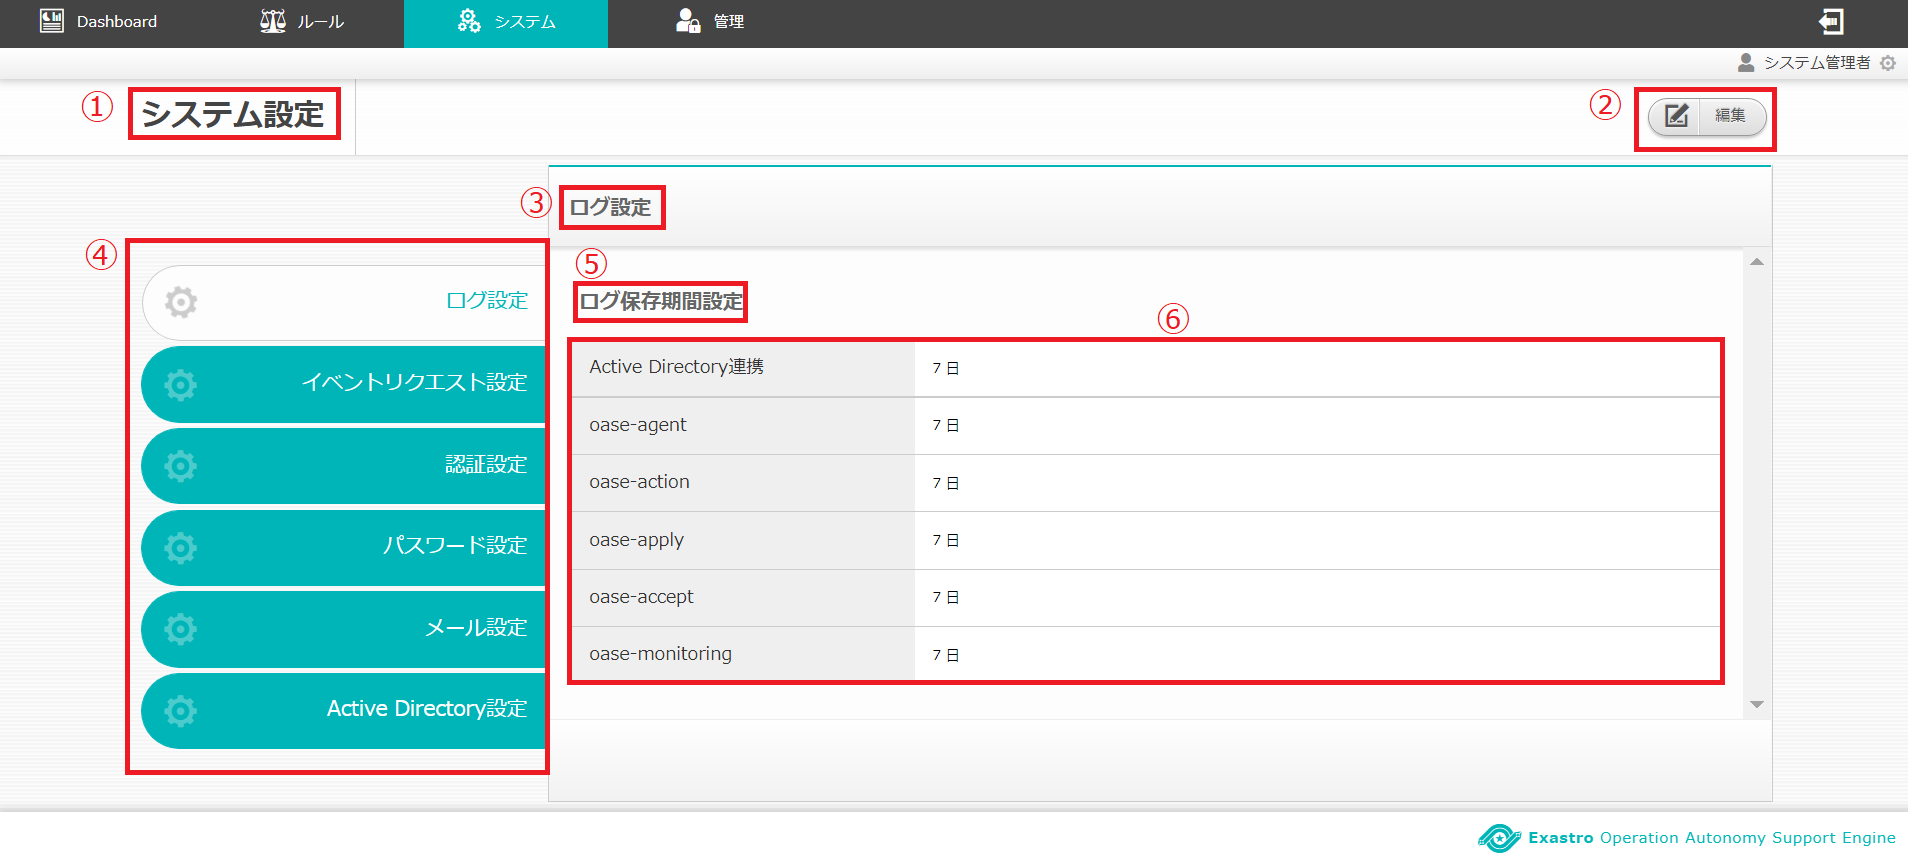 Dashboard
ルール
システム
管理
システム管理者
① システム設定
② 編集
③ ログ設定
④
ログ設定
イベントリクエスト設定
認証設定
パスワード設定
メール設定
Active Directory設定
⑤
ログ保存期間設定
⑥
Active Directory連携 7 日
oase-agent 7 日
oase-action 7 日
oase-apply 7 日
oase-accept 7 日
oase-monitoring 7 日
Exastro Operation Autonomy Support Engine